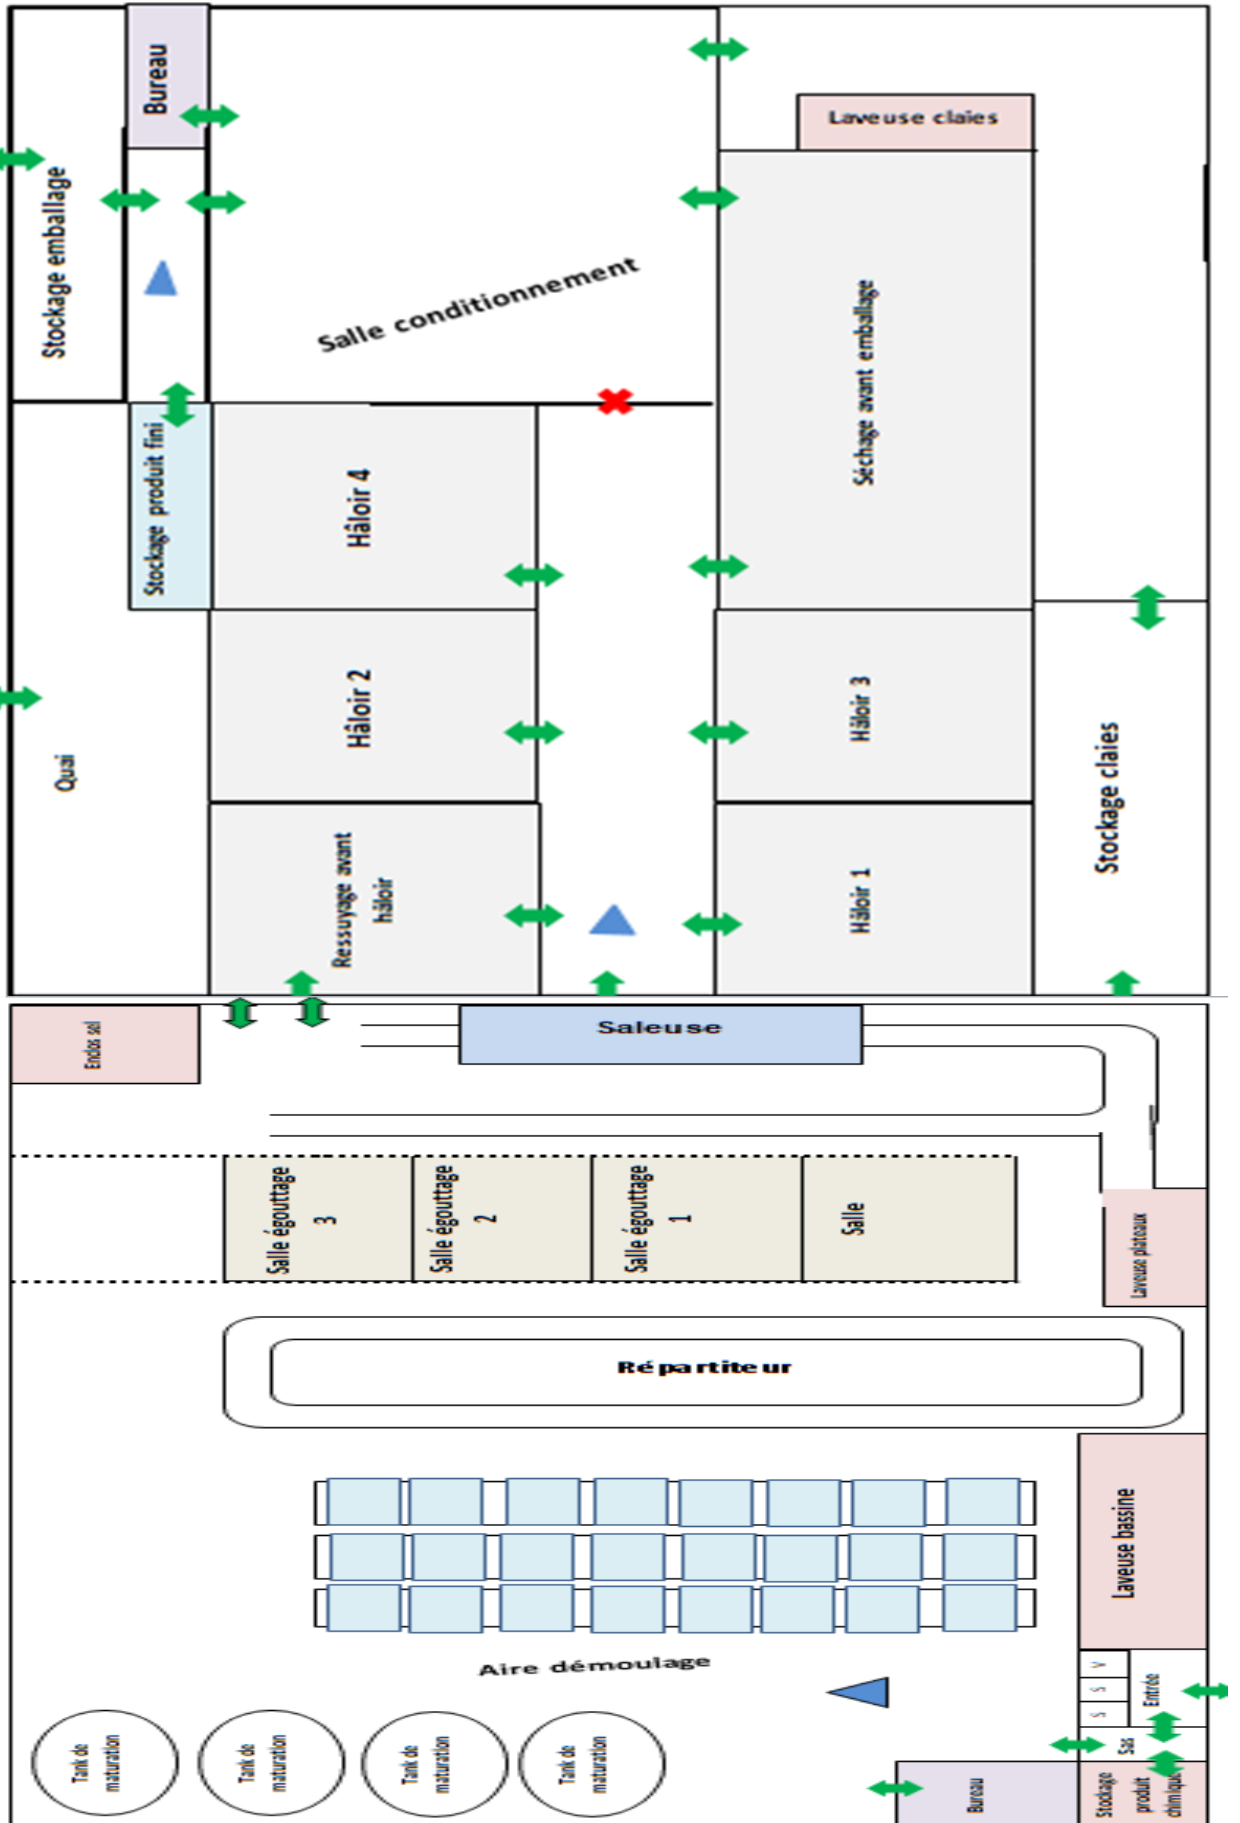 Bureau
Stockage emballage
Laveuse claies
Salle conditionnement
Séchage avant emballage
Stockage produit fini
Hâloir 4
Quai
Hâloir 2
Hâloir 3
Stockage claies
Ressuyage avant
hâloir
Hâloir 1
Enclos sel
Saleuse
Salle égouttage
3
Salle égouttage
2
Salle égouttage
1
Salle
Laveuse plateaux
Répartiteur
Laveuse bassine
Aire démoulage
V
S
S
Entrée
Sas
Tank de
maturation
Tank de
maturation
Tank de
maturation
Tank de
maturation
Bureau
Stockage
produit
chimique